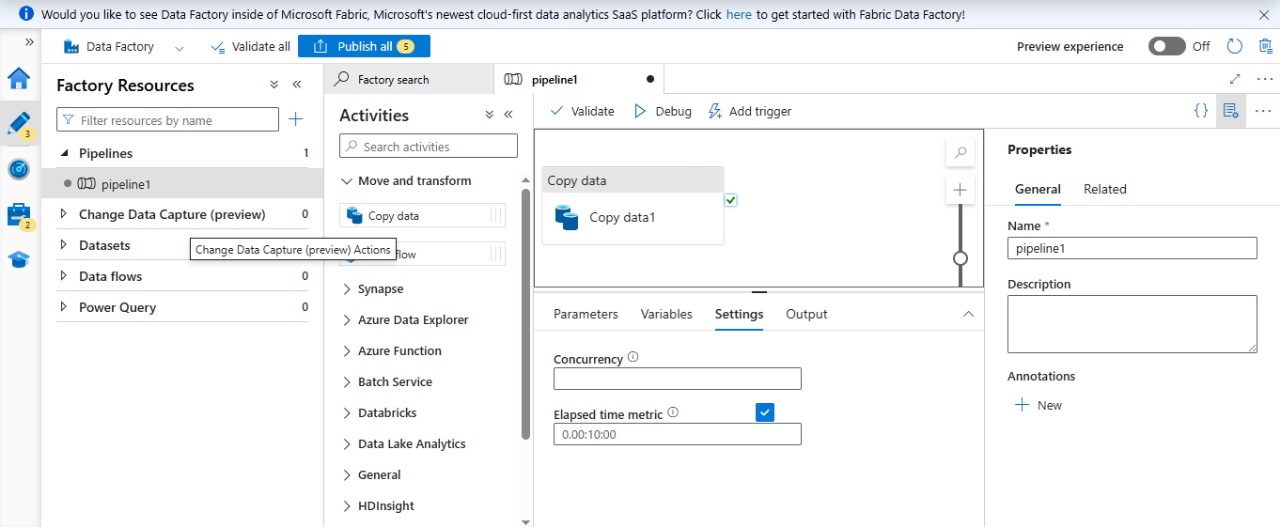 Would you like to see Data Factory inside of Microsoft Fabric, Microsoft's newest cloud-first data analytics SaaS platform? Click here to get started with Fabric Data Factory!
Data Factory
Validate all
Publish all 5
Preview experience
Off
3
2
Factory Resources
Filter resources by name
Pipelines 1
pipeline1
Change Data Capture (preview) 0
Datasets
Change Data Capture (preview) Actions
Data flows 0
Power Query 0
Factory search
pipeline1
Activities
Search activities
Move and transform
Copy data
flow
Synapse
Azure Data Explorer
Azure Function
Batch Service
Databricks
Data Lake Analytics
General
HDInsight
Validate
Debug
Add trigger
{}
Copy data
Copy data1
Parameters
Variables
Settings
Output
Concurrency
Elapsed time metric
0.00:10:00
Properties
General
Related
Name *
pipeline1
Description
Annotations
New